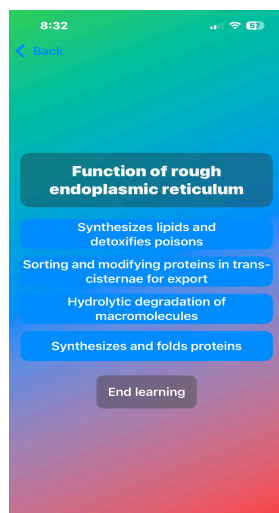 8:32
57
Back
Function of rough
endoplasmic reticulum
Synthesizes lipids and
detoxifies poisons
Sorting and modifying proteins in trans-
cisternae for export
Hydrolytic degradation of
macromolecules
Synthesizes and folds proteins
End learning